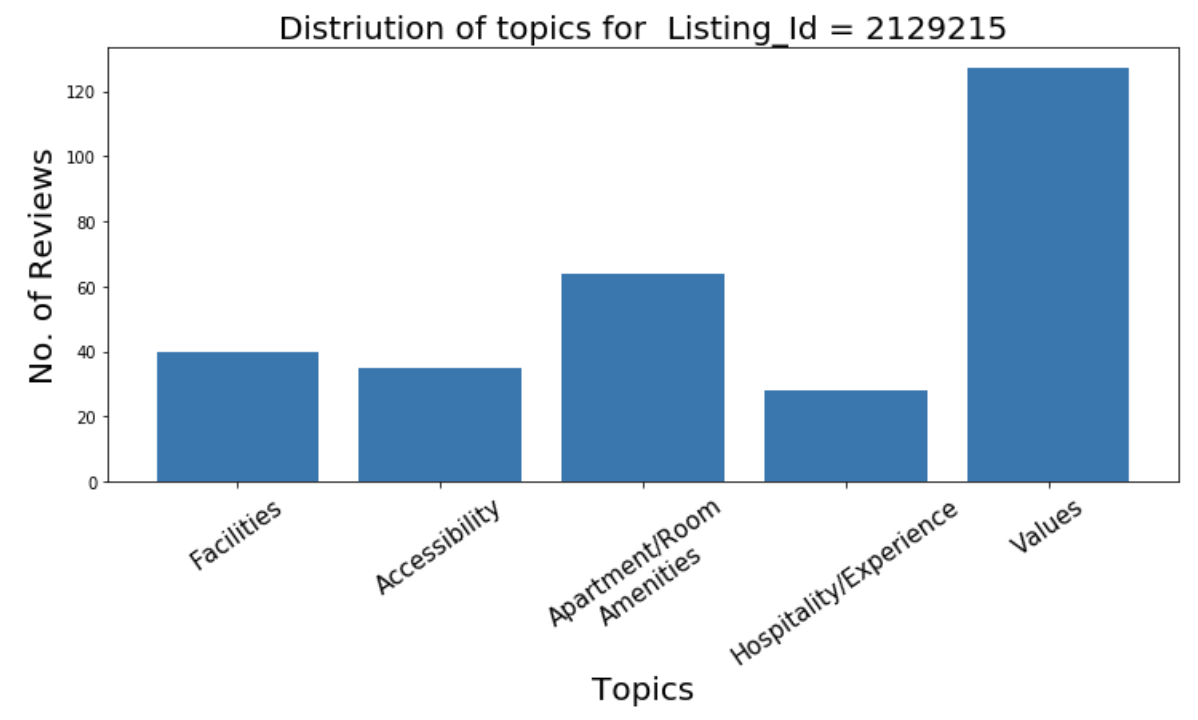 Distriution of topics for  Listing_Id = 2129215
No. of Reviews
120
100
80
60
40
20
0
Facilities
Accessibility
Apartment/Room
Amenities
Hospitality/Experience
Values
Topics